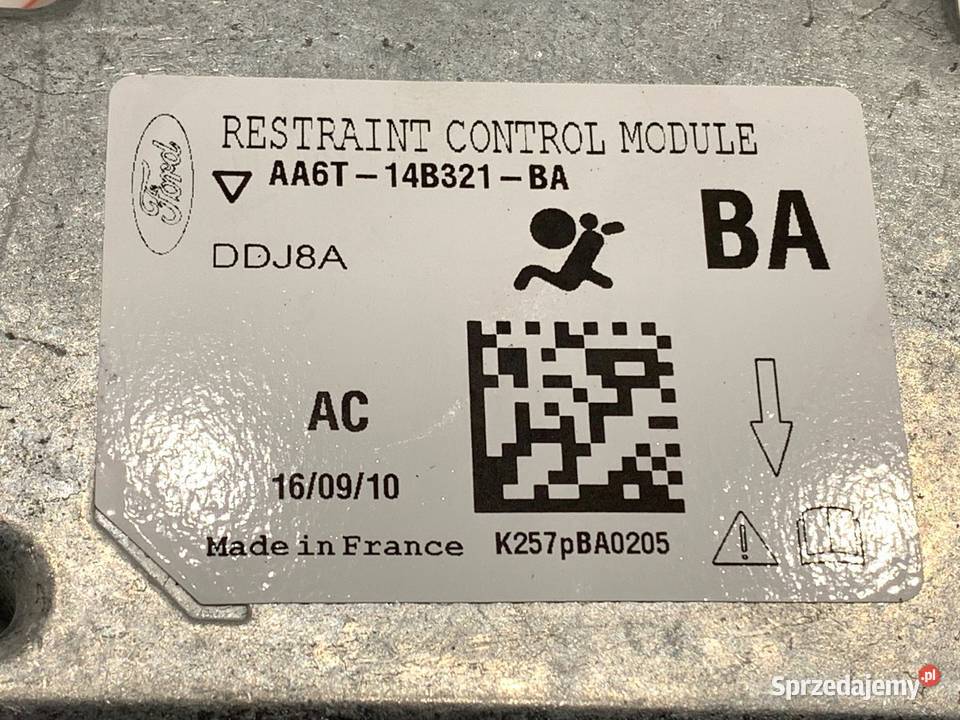 Ford
RESTRAINT CONTROL MODULE
AA6T-14B321-BA
BA
DDJ8A
AC
16/09/10
Made in France
K257pBA0205
Sprzedajemy.pl